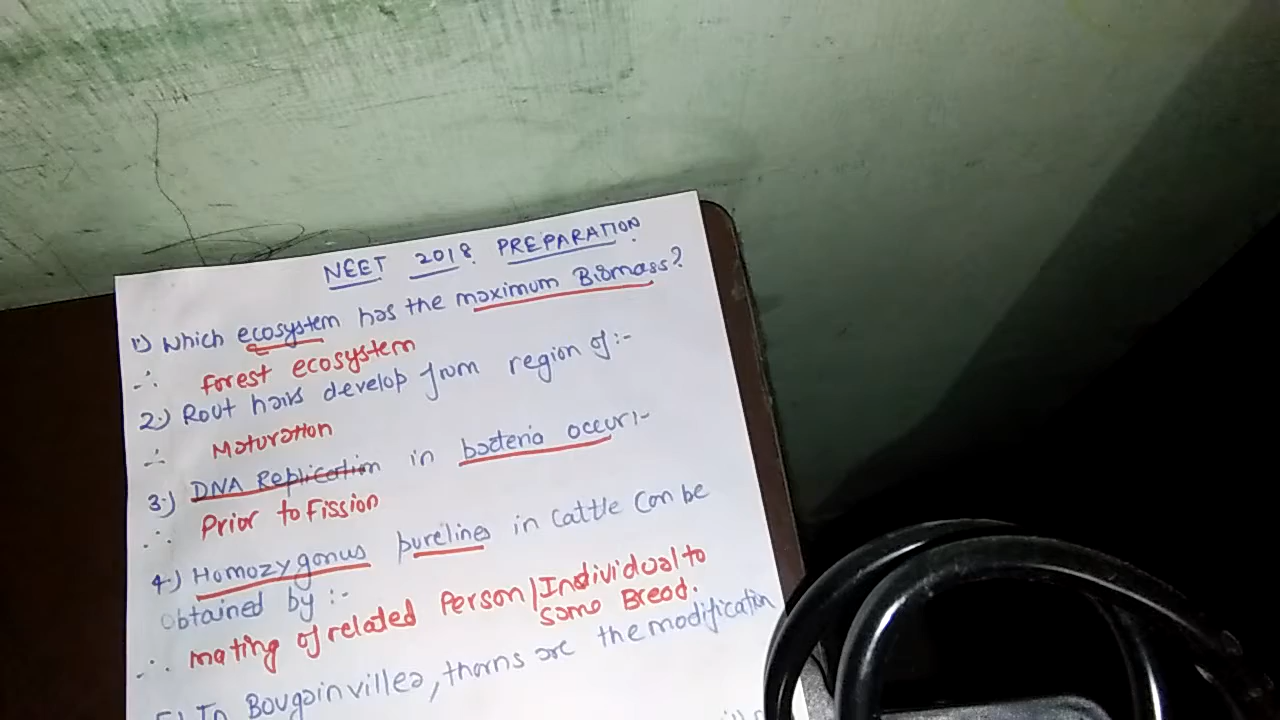 NEET 2018 PREPARATION
1) Which ecosystem has the maximum Biomass?
∴ forest ecosystem
2.) Root hairs develop from region of:-
∴ Maturation
3.) DNA Replication in bacteria occur:-
∴ Prior to Fission
4.) Homozygous purelines in cattle can be
obtained by :-
∴ mating of related Person/Individual to
same Breed.
5.) In Bougainvillea, thorns are the modification